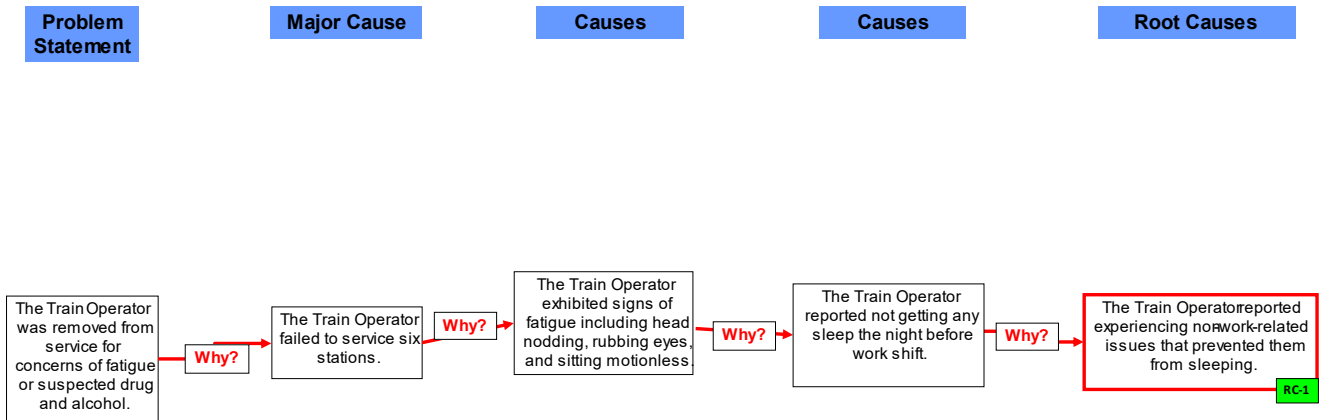 Problem
Statement
Major Cause
Causes
Causes
Root Causes
The Train Operator
was removed from
service for
concerns of fatigue
or suspected drug
and alcohol.
Why?
The Train Operator
failed to service six
stations.
Why?
The Train Operator
exhibited signs of
fatigue including head
nodding, rubbing eyes,
and sitting motionless.
Why?
The Train Operator
reported not getting any
sleep the night before
work shift.
Why?
The Train Operator reported
experiencing non-work-related
issues that prevented them
from sleeping.
RC-1